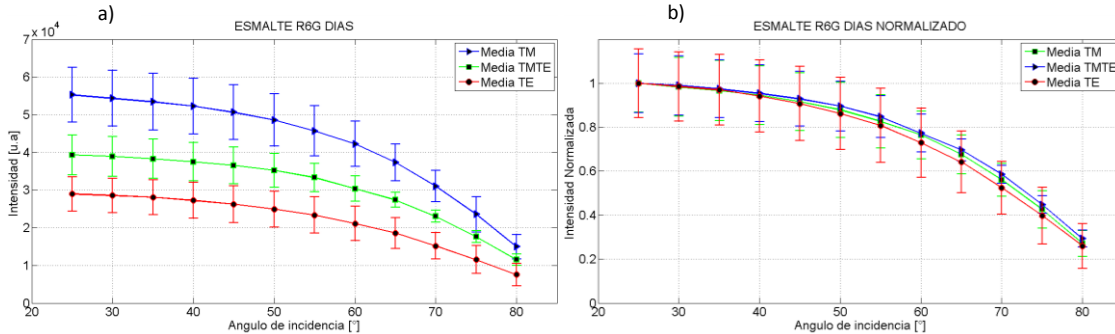 a)
ESMALTE R6G DIAS
x 10⁴
7
6
5
4
3
2
1
0
20 30 40 50 60 70 80
Intensidad [u.a]
Angulo de incidencia [°]
Media TM
Media TMTE
Media TE
b)
ESMALTE R6G DIAS NORMALIZADO
1
0.8
0.6
0.4
0.2
0
20 30 40 50 60 70 80
Intensidad Normalizada
Angulo de incidencia [°]
Media TM
Media TMTE
Media TE